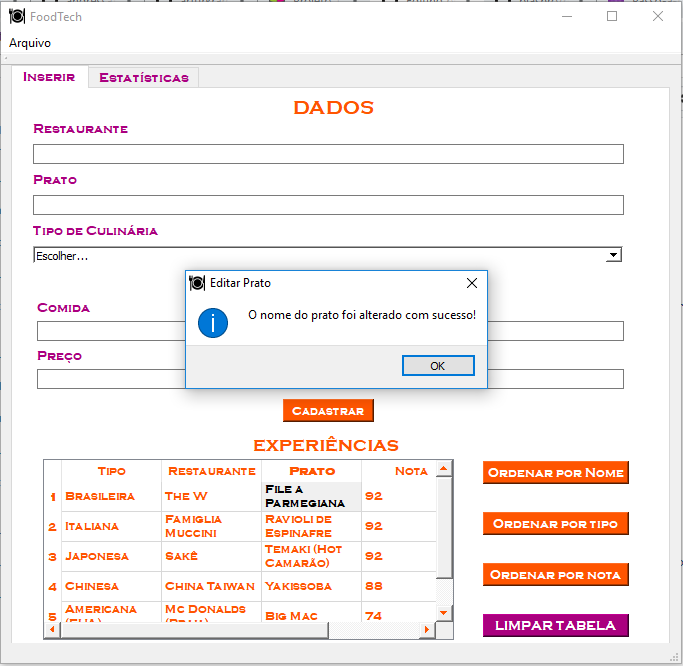 FoodTech
Arquivo
Inserir Estatísticas
DADOS
Restaurante
Prato
Tipo de Culinária
Escolher...
Editar Prato
O nome do prato foi alterado com sucesso!
OK
Comida
Preço
Cadastrar
EXPERIÊNCIAS
Tipo Restaurante Prato Nota
1 Brasileira The W File a Parmegiana 92
2 Italiana Famiglia Muccini Ravioli de Espinafre 92
3 Japonesa Sakê Temaki (Hot Camarão) 92
4 Chinesa China Taiwan Yakissoba 88
5 Americana Mc Donalds Big Mac 74
Ordenar por Nome
Ordenar por tipo
Ordenar por nota
LIMPAR TABELA